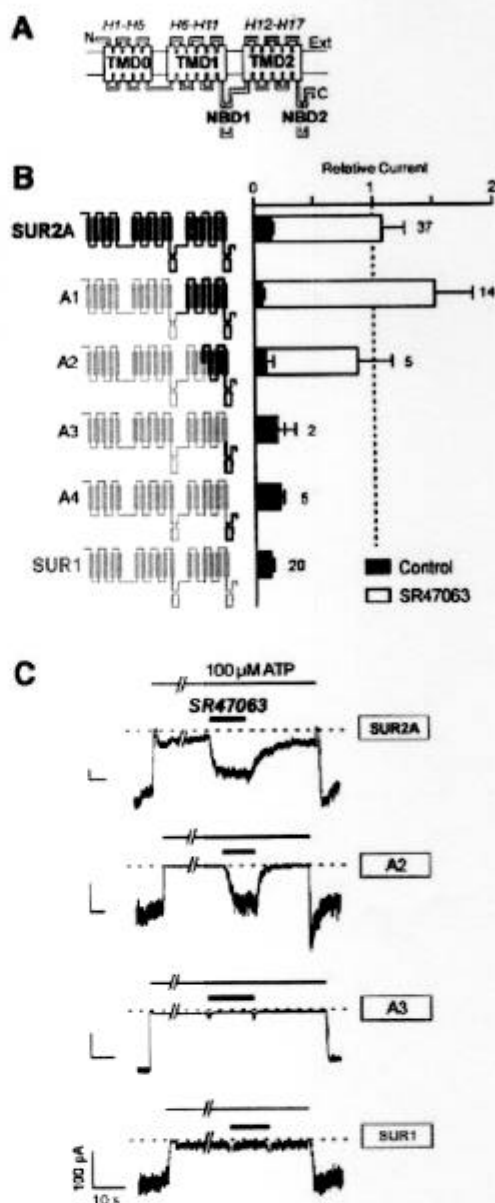 A
H1-H5 H6-H11 H12-H17
N
Ext
TMD0 TMD1 TMD2
C
NBD1 NBD2
B
Relative Current
0 1 2
SUR2A 37
A1 14
A2 5
A3 2
A4 5
SUR1 20
Control
SR47063
C
100 µM ATP
SR47063
SUR2A
A2
A3
SUR1
100 pA
10 s